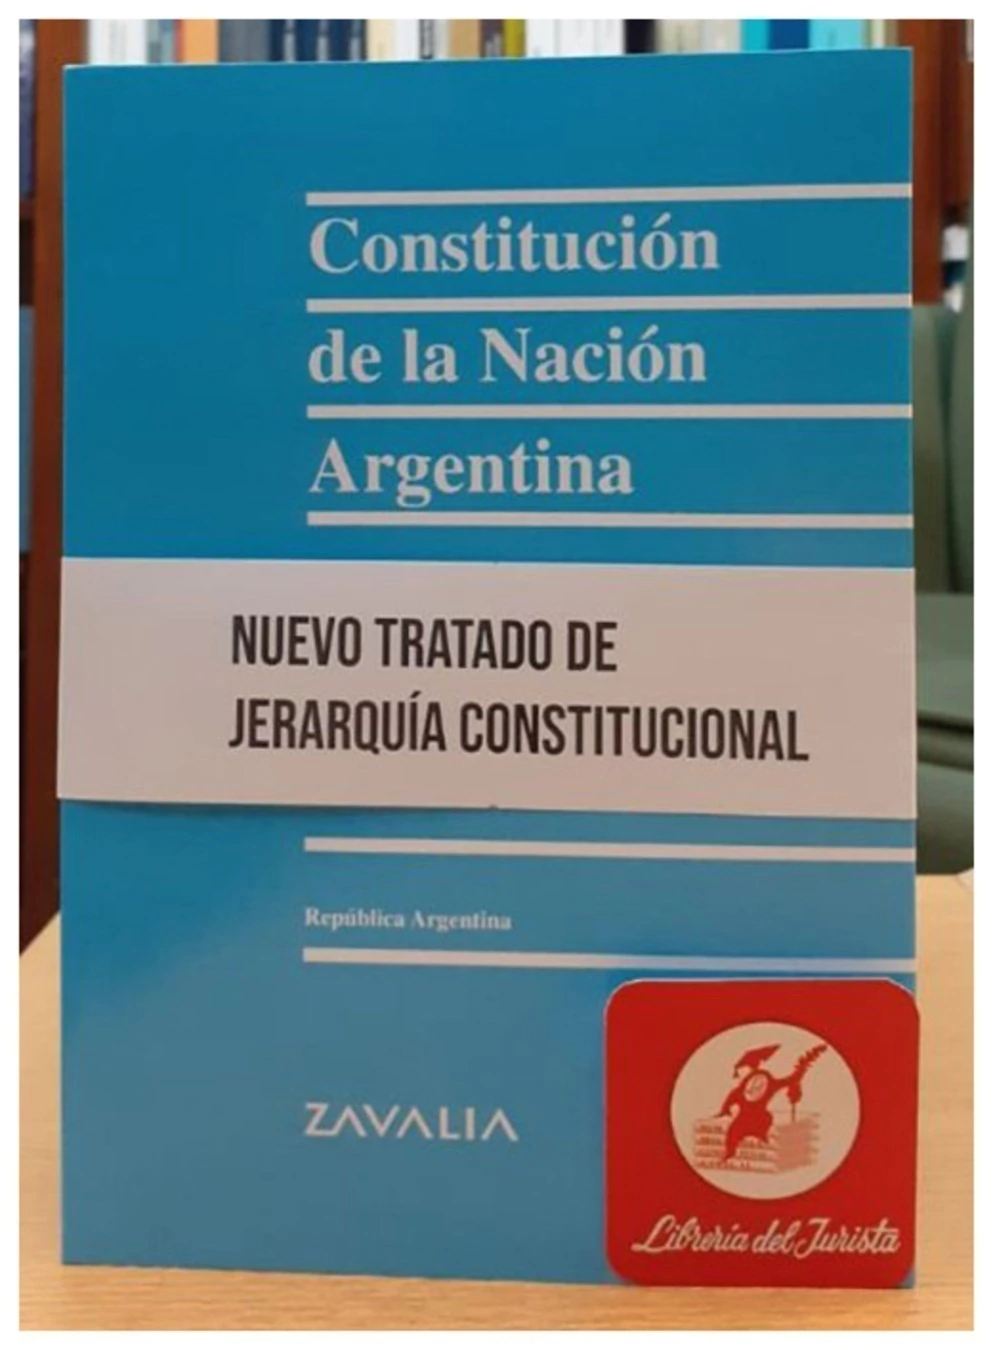 Constitución
de la Nación
Argentina
NUEVO TRATADO DE
JERARQUÍA CONSTITUCIONAL
República Argentina
ZAVALIA
Librería del Jurista